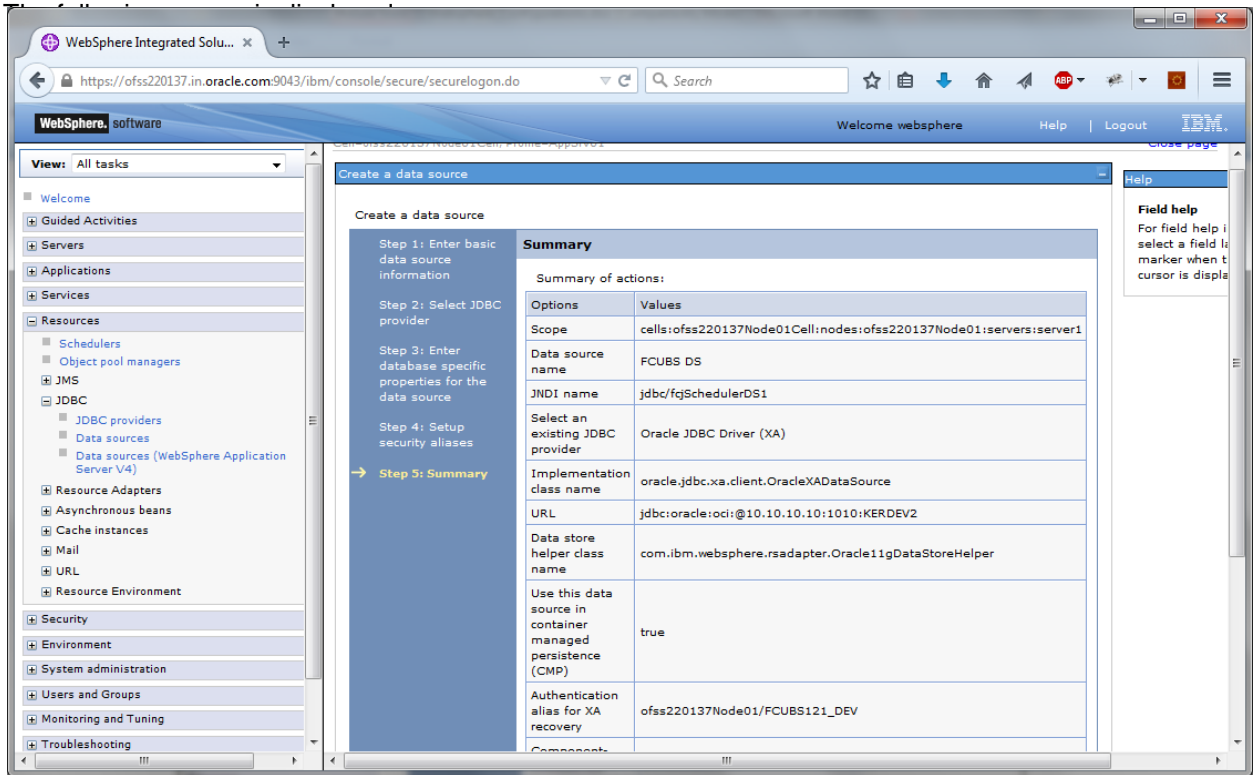 WebSphere Integrated Solu...
https://ofss220137.in.oracle.com:9043/ibm/console/secure/securelogon.do
Search
ABP
WebSphere. software
Welcome websphere
Help | Logout
IBM.
View: All tasks
Welcome
Guided Activities
Servers
Applications
Services
Resources
Schedulers
Object pool managers
JMS
JDBC
JDBC providers
Data sources
Data sources (WebSphere Application
Server V4)
Resource Adapters
Asynchronous beans
Cache instances
Mail
URL
Resource Environment
Security
Environment
System administration
Users and Groups
Monitoring and Tuning
Troubleshooting
Cell=ofss220137Node01Cell, Profile=AppSrv01
Close page
Create a data source
Create a data source
Step 1: Enter basic
data source
information
Step 2: Select JDBC
provider
Step 3: Enter
database specific
properties for the
data source
Step 4: Setup
security aliases
Step 5: Summary
Summary
Summary of actions:
Options Values
Scope cells:ofss220137Node01Cell:nodes:ofss220137Node01:servers:server1
Data source
name
FCUBS DS
JNDI name jdbc/fcjSchedulerDS1
Select an
existing JDBC
provider
Oracle JDBC Driver (XA)
Implementation
class name
oracle.jdbc.xa.client.OracleXADataSource
URL jdbc:oracle:oci:@10.10.10.10:1010:KERDEV2
Data store
helper class
name
com.ibm.websphere.rsadapter.Oracle11gDataStoreHelper
Use this data
source in
container
managed
persistence
(CMP)
true
Authentication
alias for XA
recovery
ofss220137Node01/FCUBS121_DEV
Component-
Help
Field help
For field help i
select a field la
marker when t
cursor is displa